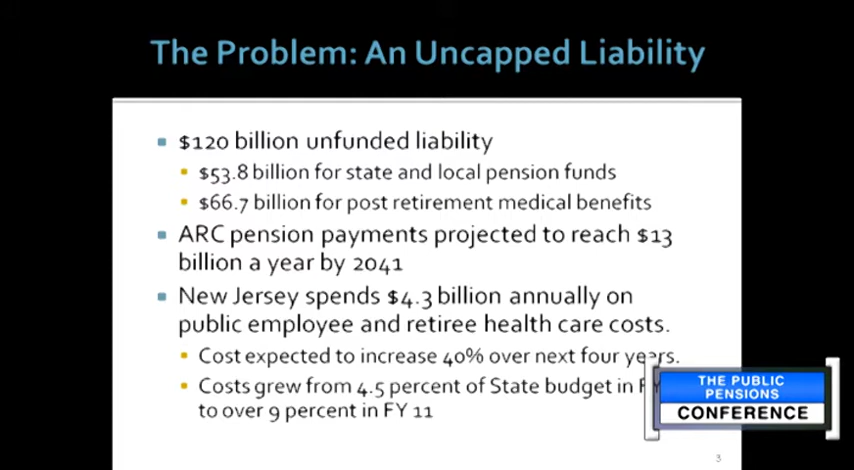 The Problem: An Uncapped Liability
$120 billion unfunded liability
$53.8 billion for state and local pension funds
$66.7 billion for post retirement medical benefits
ARC pension payments projected to reach $13
billion a year by 2041
New Jersey spends $4.3 billion annually on
public employee and retiree health care costs.
Cost expected to increase 40% over next four years.
Costs grew from 4.5 percent of State budget in
to over 9 percent in FY 11
THE PUBLIC
PENSIONS
CONFERENCE
3